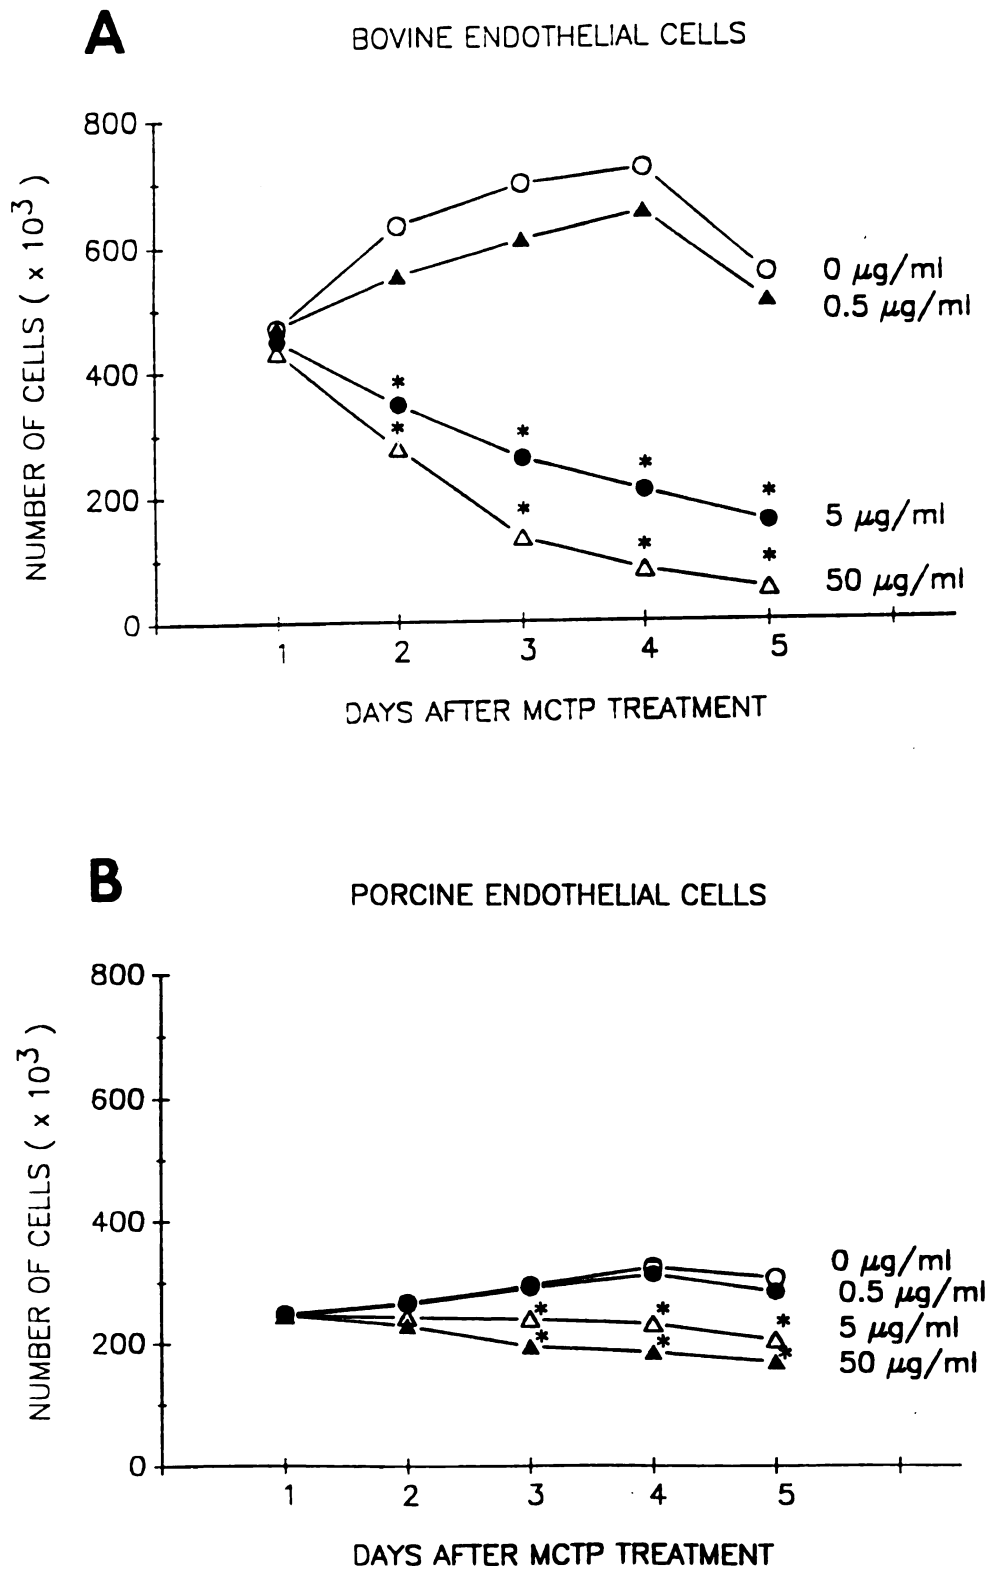 A
BOVINE ENDOTHELIAL CELLS
NUMBER OF CELLS ( x 10³ )
800
600
400
200
0
0 µg/ml
0.5 µg/ml
5 µg/ml
50 µg/ml
* * * *
* * * *
1 2 3 4 5
DAYS AFTER MCTP TREATMENT
B
PORCINE ENDOTHELIAL CELLS
NUMBER OF CELLS ( x 10³ )
800
600
400
200
0
0 µg/ml
0.5 µg/ml
5 µg/ml
50 µg/ml
* * *
* * *
1 2 3 4 5
DAYS AFTER MCTP TREATMENT